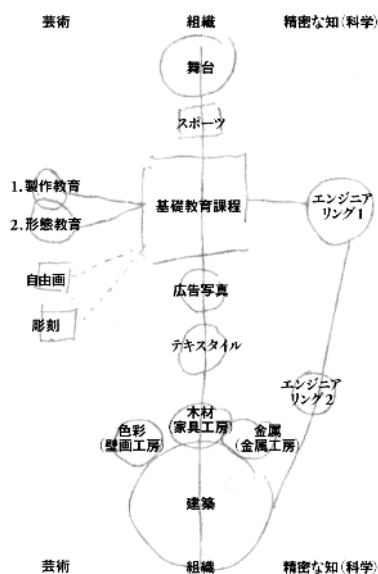 芸術 組織 精密な知(科学)
舞台
スポーツ
1.製作教育
2.形態教育
基礎教育課程
エンジニア
リング1
自由画
彫刻
広告写真
テキスタイル
エンジニア
リング2
色彩
(壁画工房)
木材
(家具工房)
金属
(金属工房)
建築
芸術 組織 精密な知(科学)